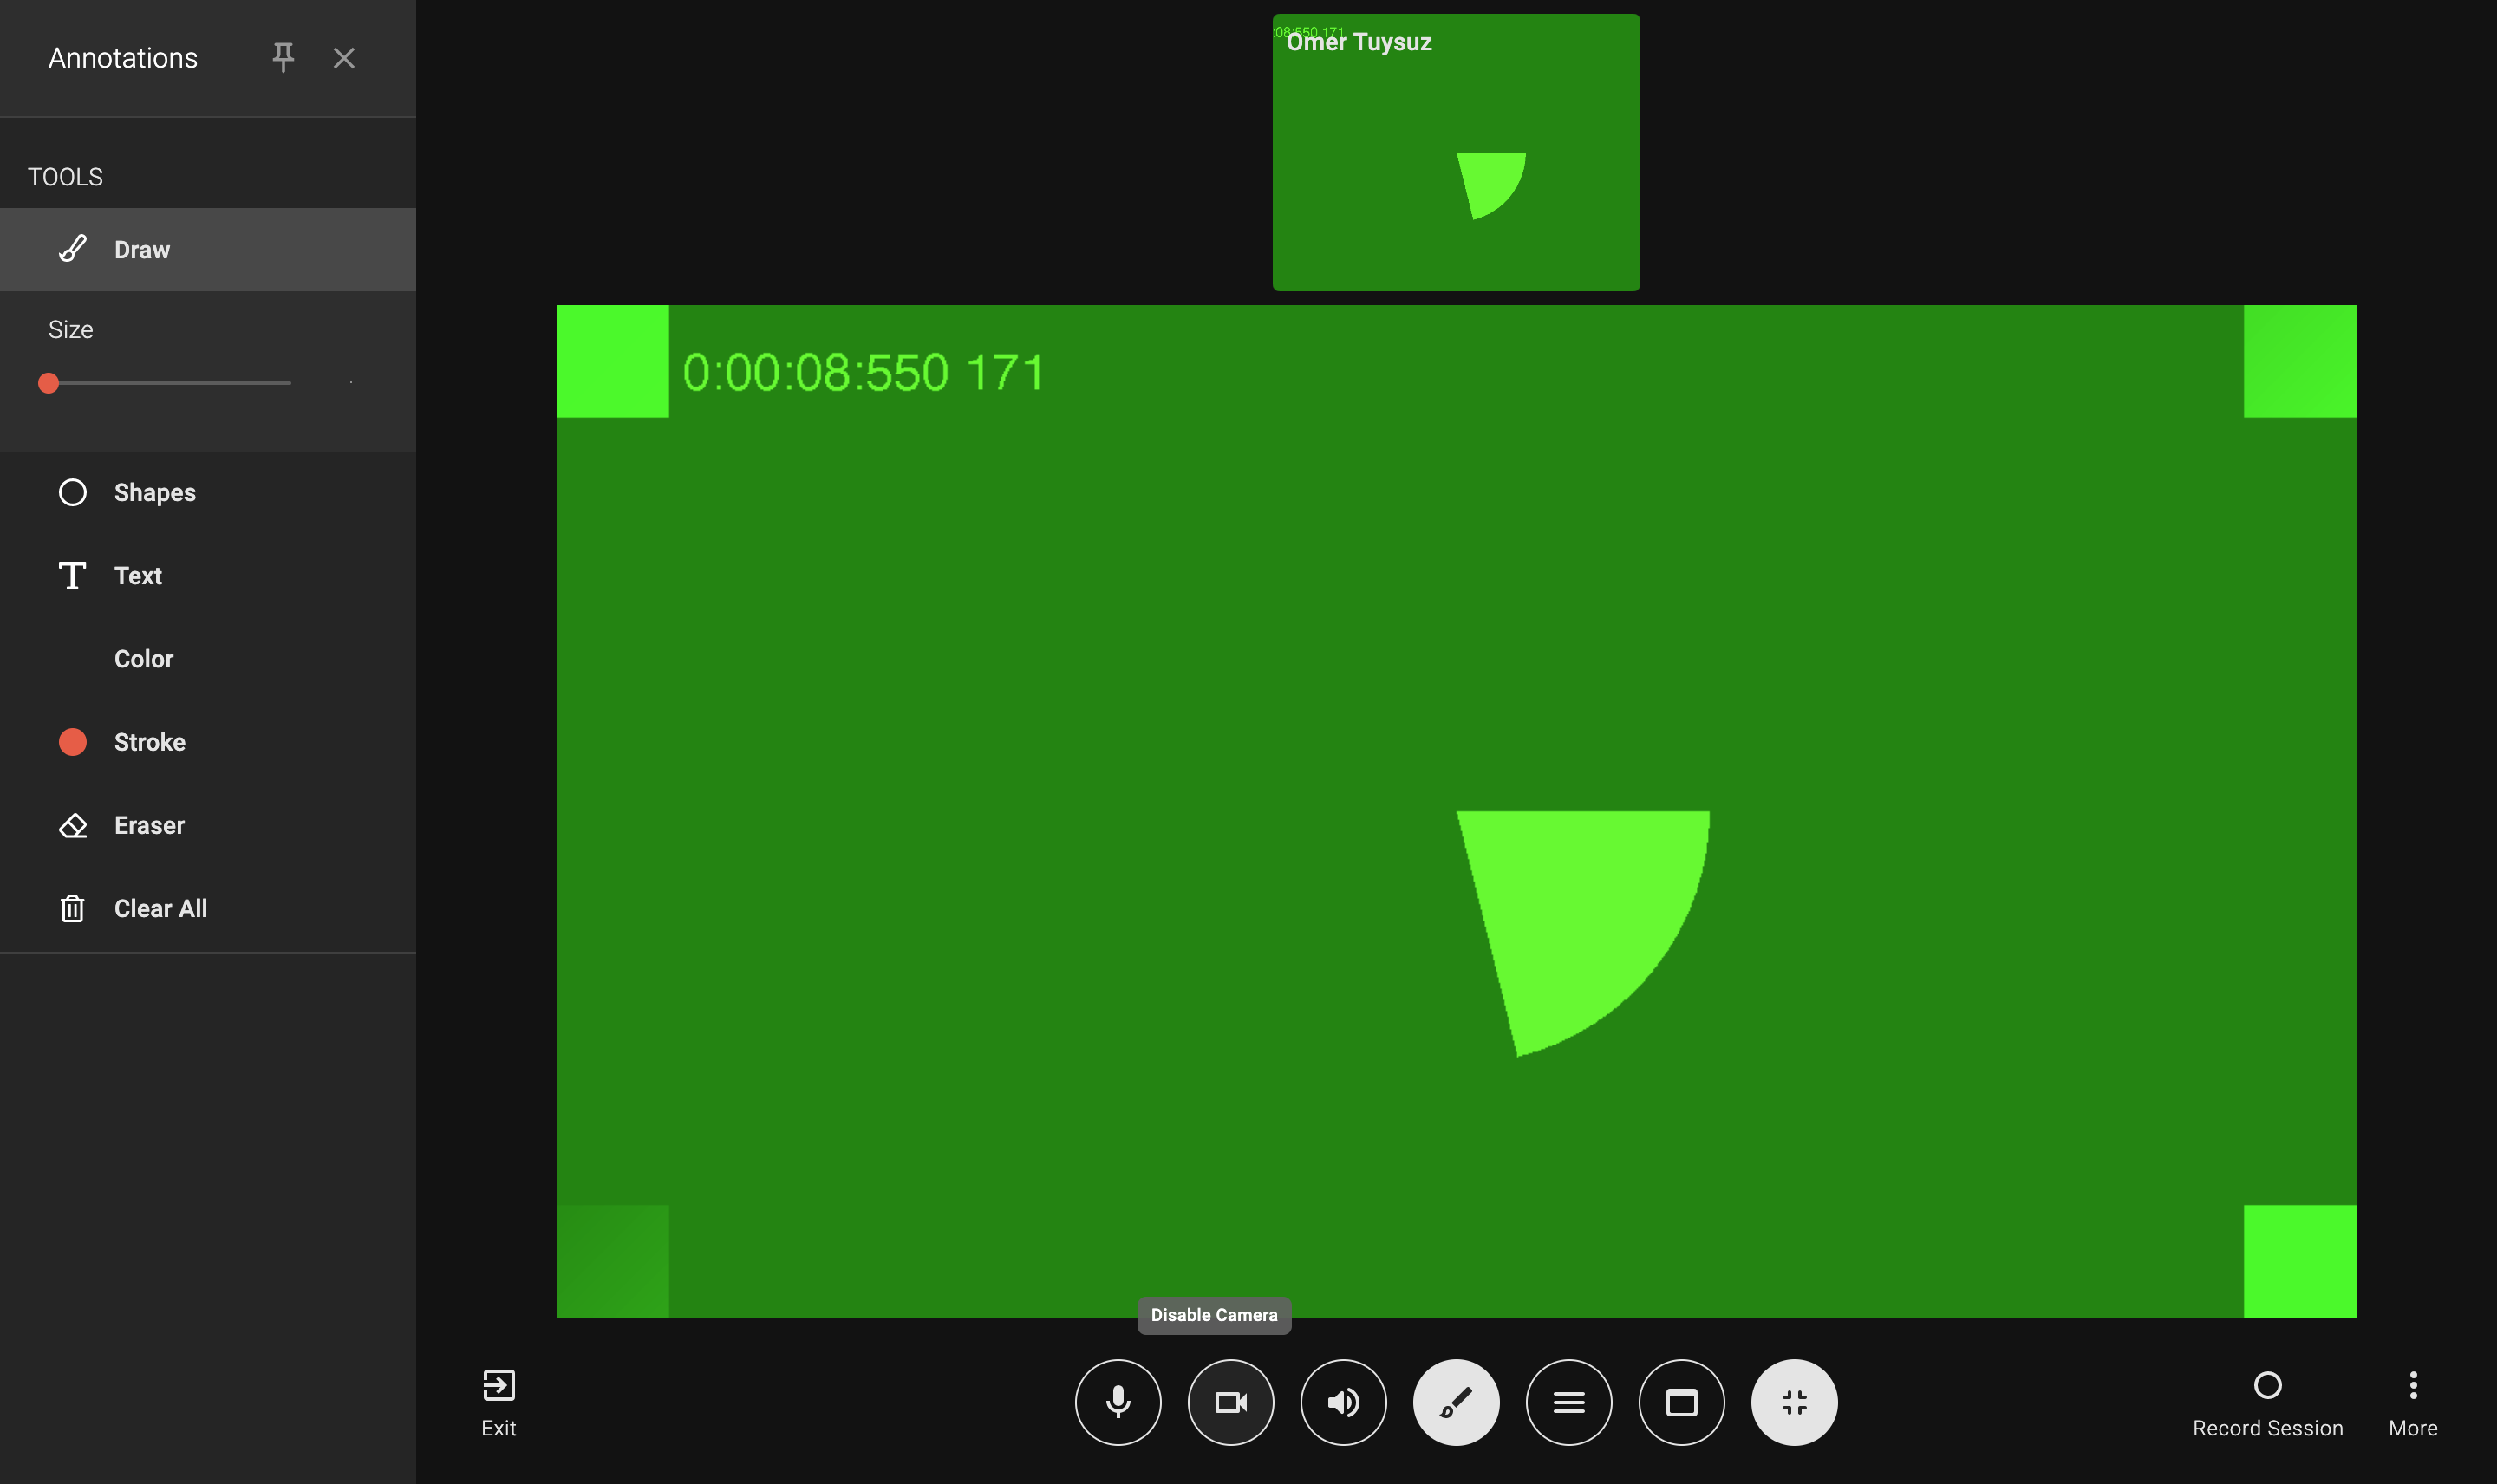 Annotations
TOOLS
Draw
Size
Shapes
Text
Color
Stroke
Eraser
Clear All
:08:550 171
Omer Tuysuz
0:00:08:550 171
Disable Camera
Exit
Record Session
More